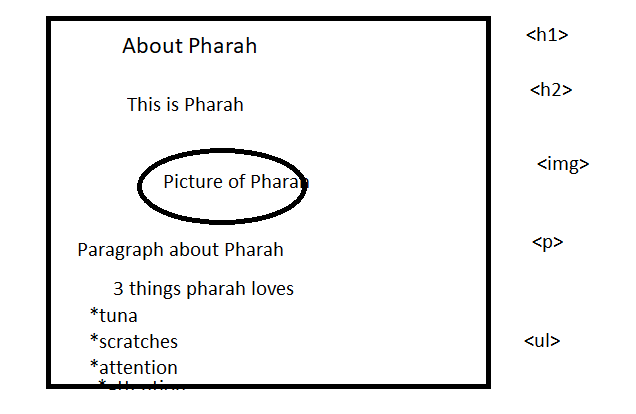 About Pharah <h1>
This is Pharah <h2>
Picture of Pharah <img>
Paragraph about Pharah <p>
3 things pharah loves
*tuna
*scratches <ul>
*attention
*attention